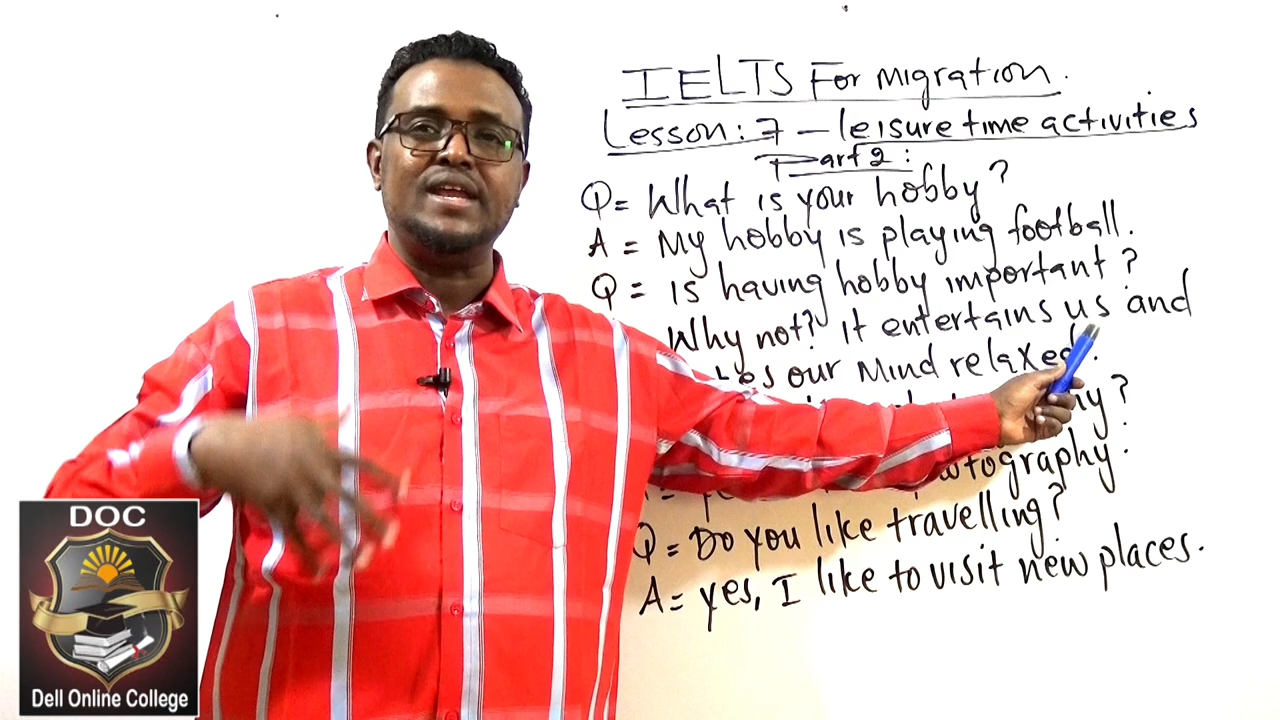 IELTS For Migration.
Lesson: 7 – leisure time activities
Part 2:
Q = What is your hobby?
A = My hobby is playing football.
Q = is having hobby important?
Why not? it entertains us and
our Mind relaxed.
?
photography.
Q = Do you like travelling?
A = yes, I like to visit new places.
DOC
Dell Online College